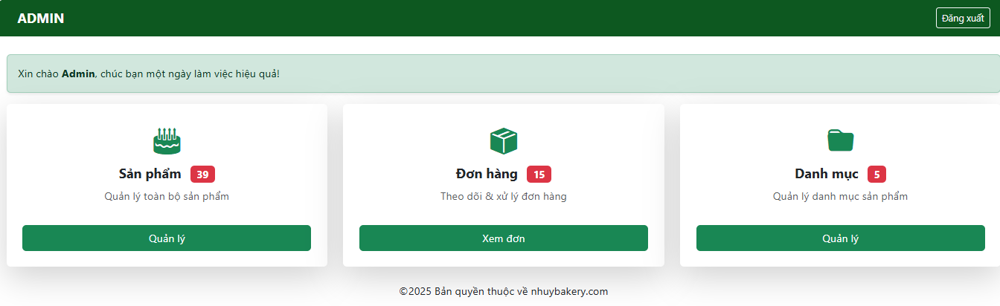 ADMIN
Đăng xuất
Xin chào Admin, chúc bạn một ngày làm việc hiệu quả!
Sản phẩm 39
Quản lý toàn bộ sản phẩm
Quản lý
Đơn hàng 15
Theo dõi & xử lý đơn hàng
Xem đơn
Danh mục 5
Quản lý danh mục sản phẩm
Quản lý
©2025 Bản quyền thuộc về nhuybakery.com